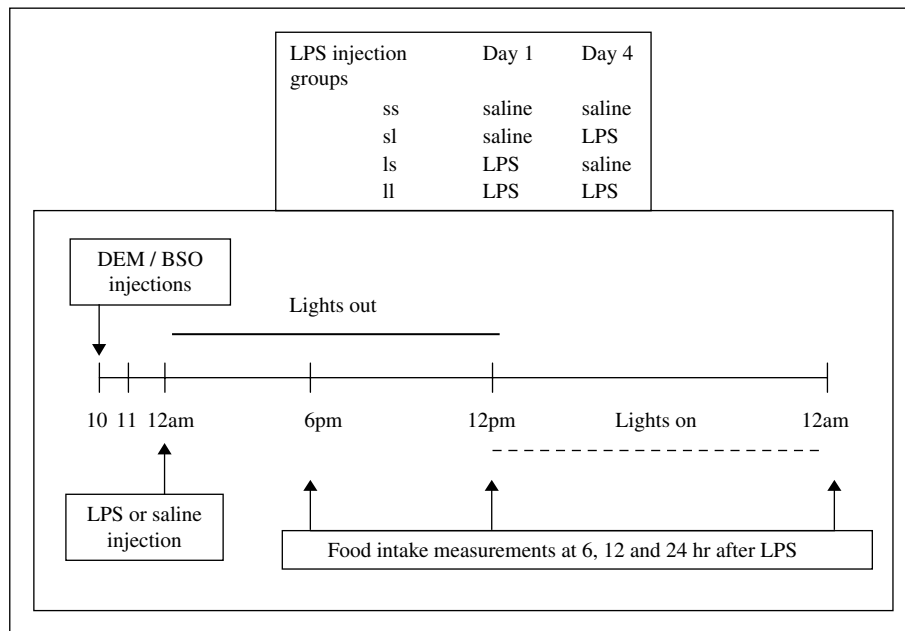 LPS injection Day 1 Day 4
groups
ss saline saline
sl saline LPS
ls LPS saline
ll LPS LPS
DEM / BSO
injections
Lights out
10 11 12am 6pm 12pm Lights on 12am
LPS or saline
injection
Food intake measurements at 6, 12 and 24 hr after LPS